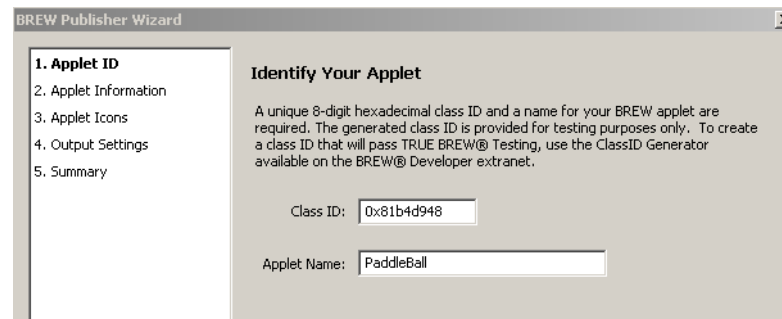 BREW Publisher Wizard
1. Applet ID
2. Applet Information
3. Applet Icons
4. Output Settings
5. Summary
Identify Your Applet
A unique 8-digit hexadecimal class ID and a name for your BREW applet are
required. The generated class ID is provided for testing purposes only. To create
a class ID that will pass TRUE BREW® Testing, use the ClassID Generator
available on the BREW® Developer extranet.
Class ID: 0x81b4d948
Applet Name: PaddleBall